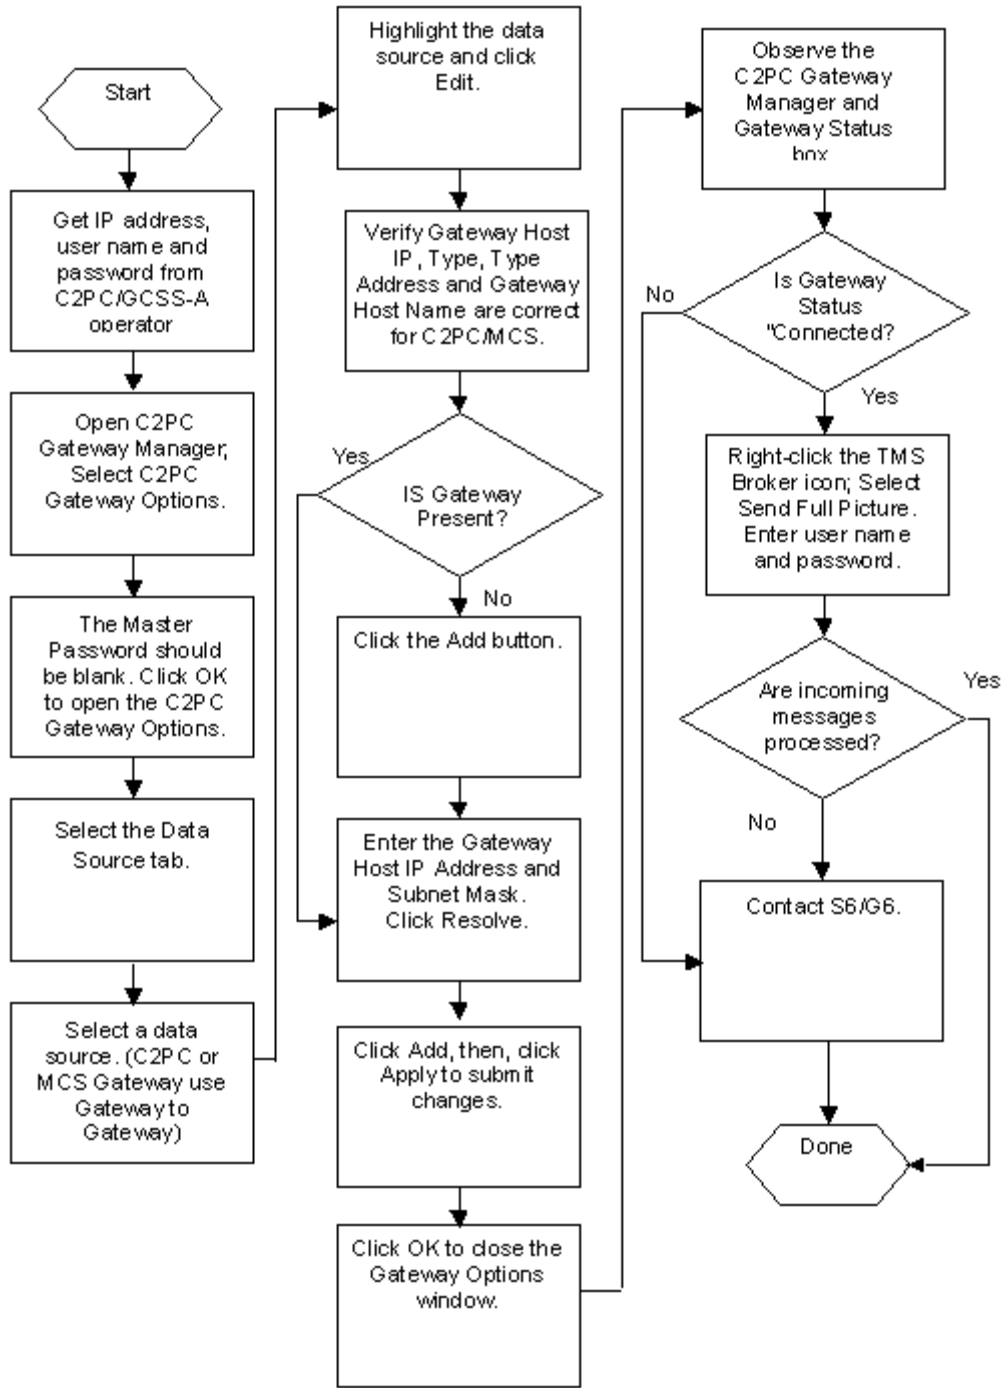 Start
Get IP address,
user name and
password from
C2PC/GCSS-A
operator
Open C2PC
Gateway Manager;
Select C2PC
Gateway Options.
The Master
Password should
be blank. Click OK
to open the C2PC
Gateway Options.
Select the Data
Source tab.
Select a data
source. (C2PC or
MCS Gateway use
Gateway to
Gateway)
Highlight the data
source and click
Edit.
Verify Gateway Host
IP, Type, Type
Address and Gateway
Host Name are correct
for C2PC/MCS.
Yes
IS Gateway
Present?
No
Click the Add button.
Enter the Gateway
Host IP Address and
Subnet Mask.
Click Resolve.
Click Add, then, click
Apply to submit
changes.
Click OK to close the
Gateway Options
window.
Observe the
C2PC Gateway
Manager and
Gateway Status
box
No
Is Gateway
Status
"Connected?
Yes
Right-click the TMS
Broker icon; Select
Send Full Picture.
Enter user name
and password.
Are incoming
messages
processed?
Yes
No
Contact S6/G6.
Done